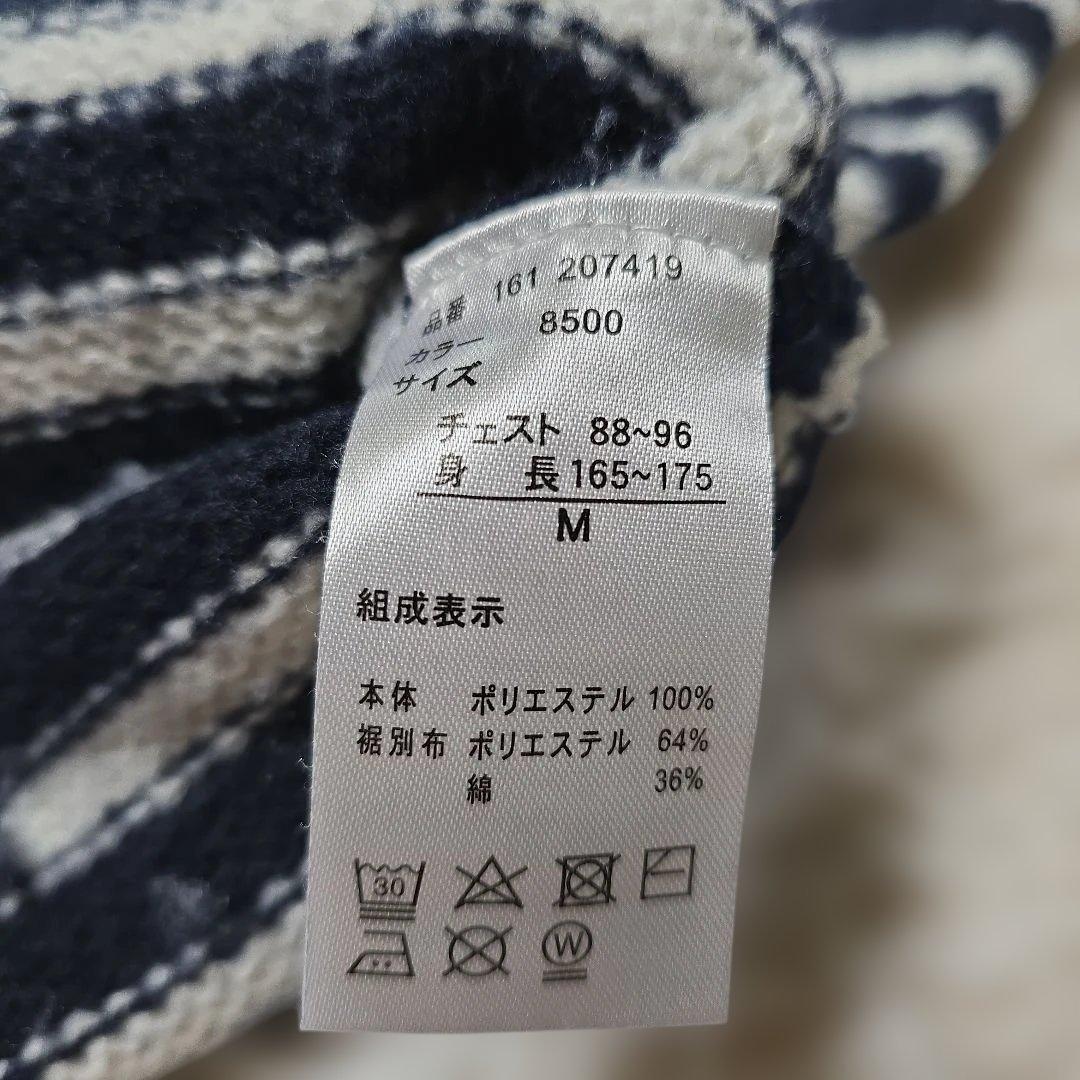 品番 161 207419
カラー 8500
サイズ
チェスト 88~96
身 長 165~175
M
組成表示
本体 ポリエステル 100%
裾別布 ポリエステル 64%
綿 36%
30
W